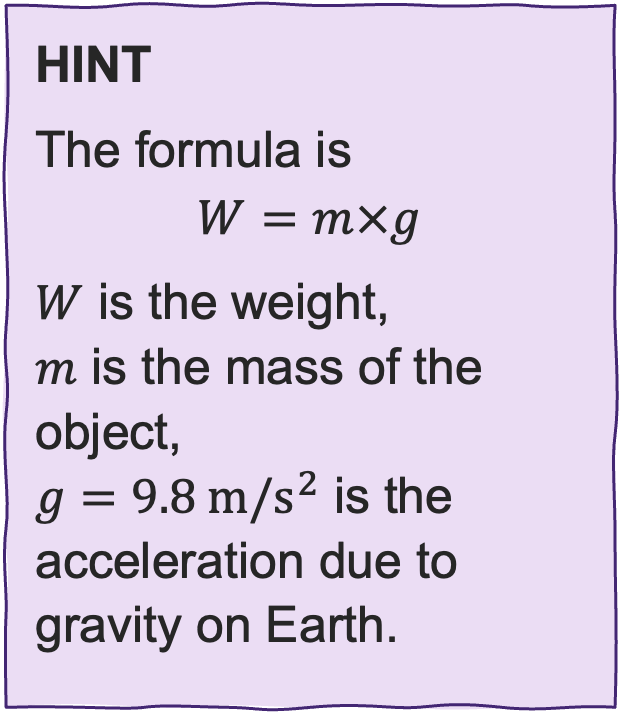 HINT
The formula is
W = m×g
W is the weight,
m is the mass of the
object,
g = 9.8 m/s² is the
acceleration due to
gravity on Earth.